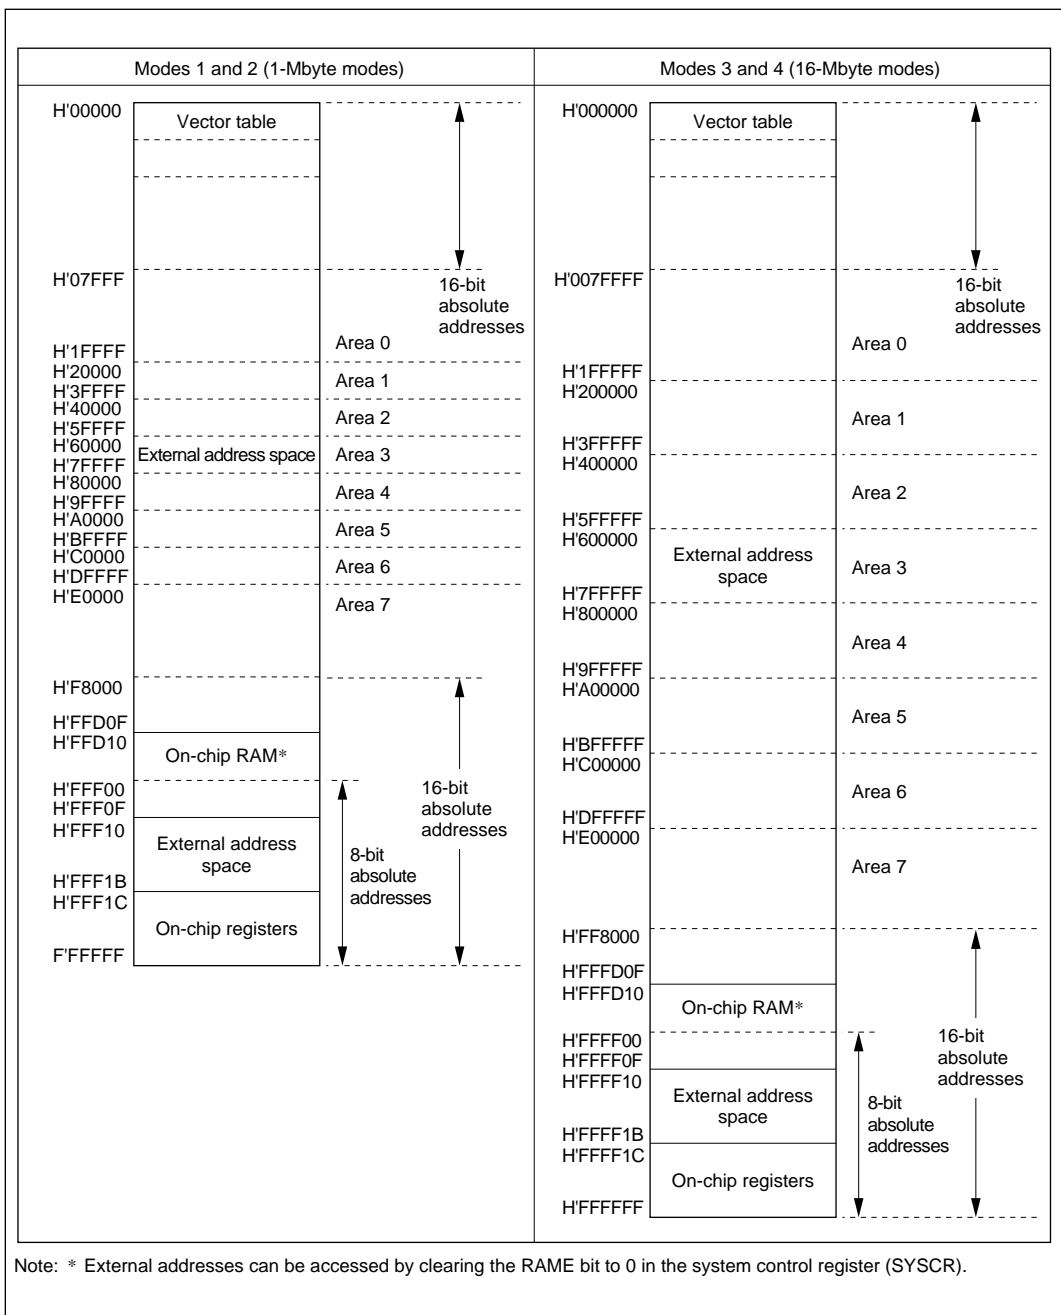 Modes 1 and 2 (1-Mbyte modes)
H'00000
Vector table
H'07FFF
16-bit
absolute
addresses
Area 0
H'1FFFF
H'20000
Area 1
H'3FFFF
H'40000
Area 2
H'5FFFF
H'60000
External address space
Area 3
H'7FFFF
H'80000
Area 4
H'9FFFF
H'A0000
Area 5
H'BFFFF
H'C0000
Area 6
H'DFFFF
H'E0000
Area 7
H'F8000
H'FFD0F
H'FFD10
On-chip RAM*
H'FFF00
H'FFF0F
H'FFF10
External address
space
H'FFF1B
H'FFF1C
On-chip registers
F'FFFFF
8-bit
absolute
addresses
16-bit
absolute
addresses
Modes 3 and 4 (16-Mbyte modes)
H'000000
Vector table
H'007FFFF
16-bit
absolute
addresses
Area 0
H'1FFFFF
H'200000
Area 1
H'3FFFFF
H'400000
Area 2
H'5FFFFF
H'600000
External address
space
Area 3
H'7FFFFF
H'800000
Area 4
H'9FFFFF
H'A00000
Area 5
H'BFFFFF
H'C00000
Area 6
H'DFFFFF
H'E00000
Area 7
H'FF8000
H'FFFD0F
H'FFFD10
On-chip RAM*
H'FFFF00
H'FFFF0F
H'FFFF10
External address
space
H'FFFF1B
H'FFFF1C
On-chip registers
H'FFFFFF
8-bit
absolute
addresses
16-bit
absolute
addresses
Note: * External addresses can be accessed by clearing the RAME bit to 0 in the system control register (SYSCR).